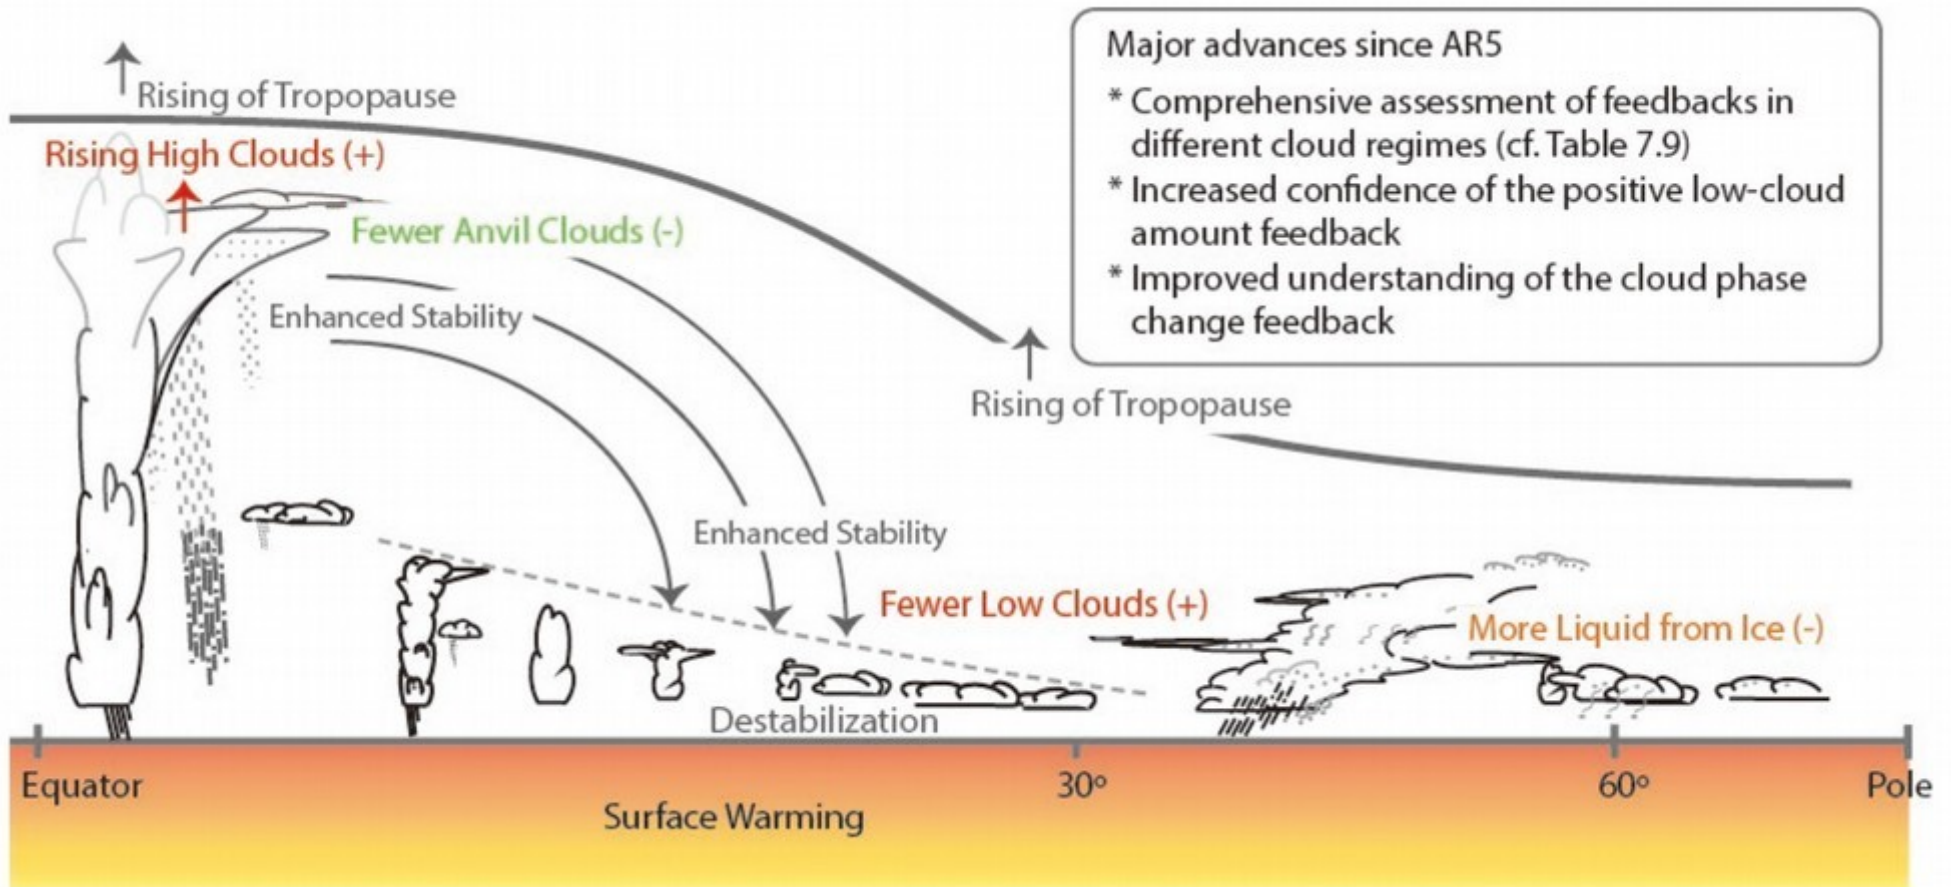 Rising of Tropopause
Rising High Clouds (+)
Fewer Anvil Clouds (-)
Enhanced Stability
Major advances since AR5
* Comprehensive assessment of feedbacks in
different cloud regimes (cf. Table 7.9)
* Increased confidence of the positive low-cloud
amount feedback
* Improved understanding of the cloud phase
change feedback
Rising of Tropopause
Enhanced Stability
Fewer Low Clouds (+)
More Liquid from Ice (-)
Destabilization
Equator
30º
60º
Pole
Surface Warming